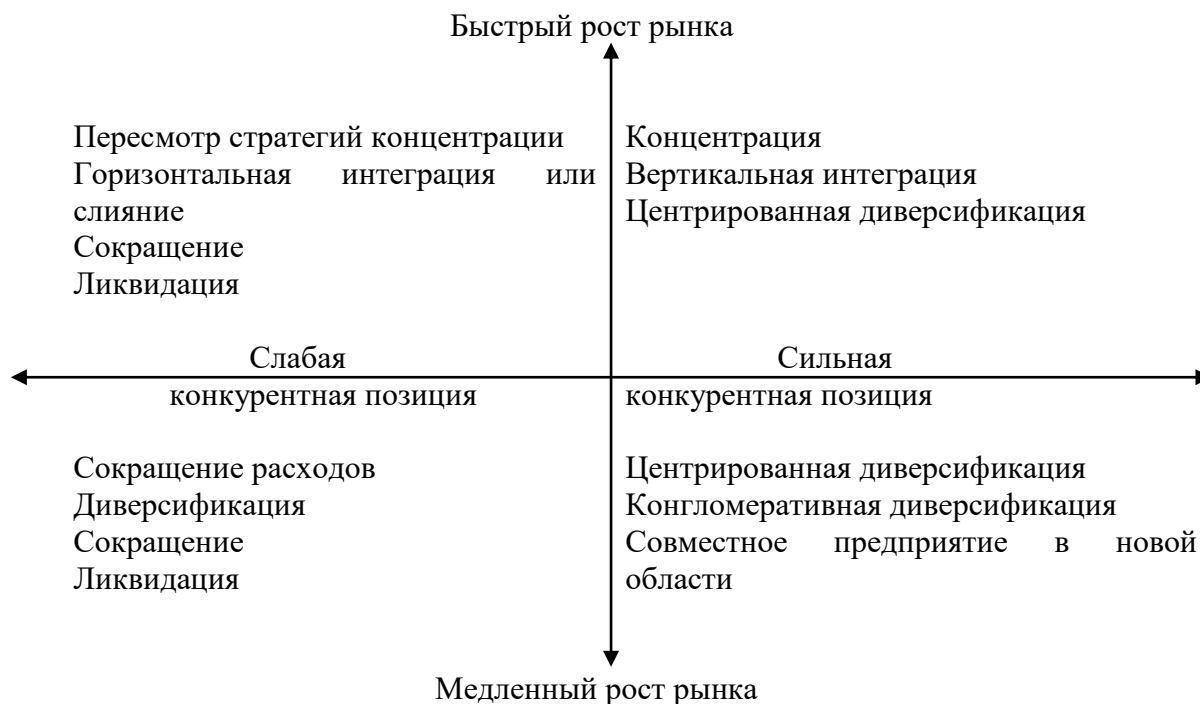 Быстрый рост рынка
Пересмотр стратегий концентрации
Горизонтальная интеграция или
слияние
Сокращение
Ликвидация
Концентрация
Вертикальная интеграция
Центрированная диверсификация
Слабая
конкурентная позиция
Сильная
конкурентная позиция
Сокращение расходов
Диверсификация
Сокращение
Ликвидация
Центрированная диверсификация
Конгломеративная диверсификация
Совместное предприятие в новой
области
Медленный рост рынка